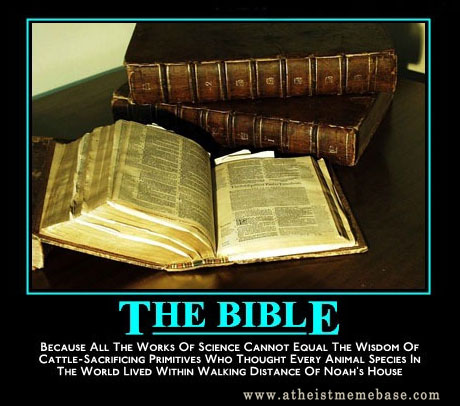 THE BIBLE
BECAUSE ALL THE WORKS OF SCIENCE CANNOT EQUAL THE WISDOM OF
CATTLE-SACRIFICING PRIMITIVES WHO THOUGHT EVERY ANIMAL SPECIES IN
THE WORLD LIVED WITHIN WALKING DISTANCE OF NOAH'S HOUSE
www.atheistmemebase.com